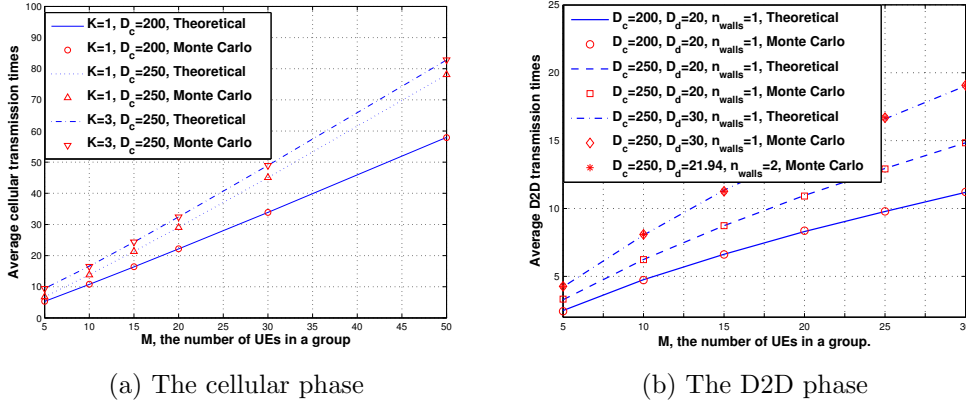 K=1, D_c=200, Theoretical
K=1, D_c=200, Monte Carlo
K=1, D_c=250, Theoretical
K=1, D_c=250, Monte Carlo
K=3, D_c=250, Theoretical
K=3, D_c=250, Monte Carlo
Average cellular transmission times
100
90
80
70
60
50
40
30
20
10
0
5 10 15 20 25 30 35 40 45 50
M, the number of UEs in a group
(a) The cellular phase
D_c=200, D_d=20, n_walls=1, Theoretical
D_c=200, D_d=20, n_walls=1, Monte Carlo
D_c=250, D_d=20, n_walls=1, Theoretical
D_c=250, D_d=20, n_walls=1, Monte Carlo
D_c=250, D_d=30, n_walls=1, Theoretical
D_c=250, D_d=30, n_walls=1, Monte Carlo
D_c=250, D_d=21.94, n_walls=2, Monte Carlo
Average D2D transmission times
25
20
15
10
5
5 10 15 20 25 30
M, the number of UEs in a group.
(b) The D2D phase